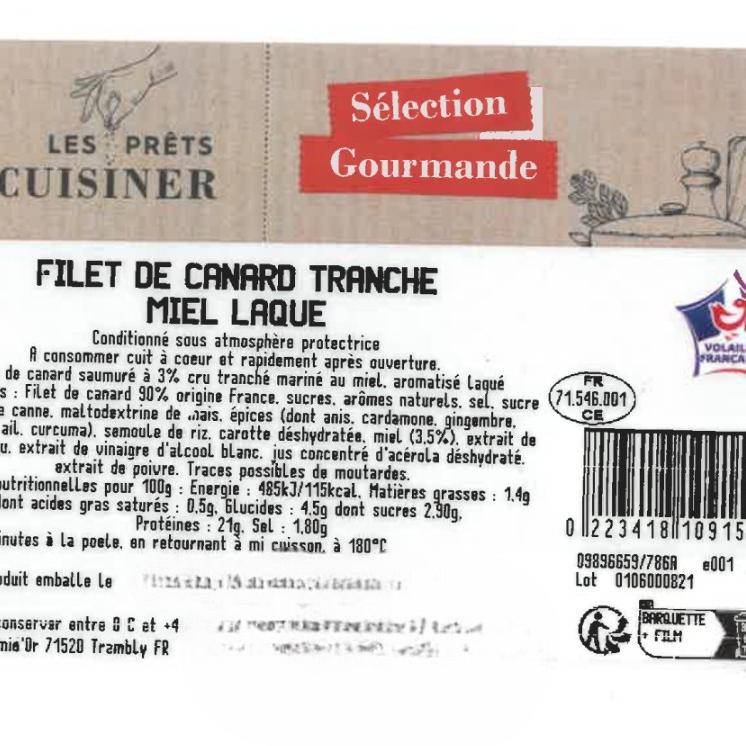 LES PRÊTS
CUISINER
Sélection
Gourmande
FILET DE CANARD TRANCHE
MIEL LAQUE
Conditionné sous atmosphère protectrice
A consommer cuit à coeur et rapidement après ouverture.
de canard saumuré à 3% cru tranché mariné au miel, aromatisé laqué
s : Filet de canard 90% origine France, sucres, arômes naturels, sel, sucre
e canne, maltodextrine de maïs, épices (dont anis, cardamome, gingembre,
ail, curcuma), semoule de riz, carotte déshydratée, miel (3,5%), extrait de
u, extrait de vinaigre d'alcool blanc, jus concentré d'acérola déshydraté,
extrait de poivre. Traces possibles de moutardes.
utritionnelles pour 100g : Energie : 485kJ/115kcal, Matières grasses : 1,4g
dont acides gras saturés : 0,5g, Glucides : 4,5g dont sucres 2,90g,
Protéines : 21g, Sel : 1,80g
inutes à la poele, en retournant à mi cuisson, à 180°C
oduit emballe le
conserver entre 0 C et +4
mie'Or 71520 Trambly FR
VOLAIL
FRANÇA
FR
71.546.001
CE
0 223418 10915
09896659/786A e001
Lot 0106000821
FR
BARQUETTE
+ FILM